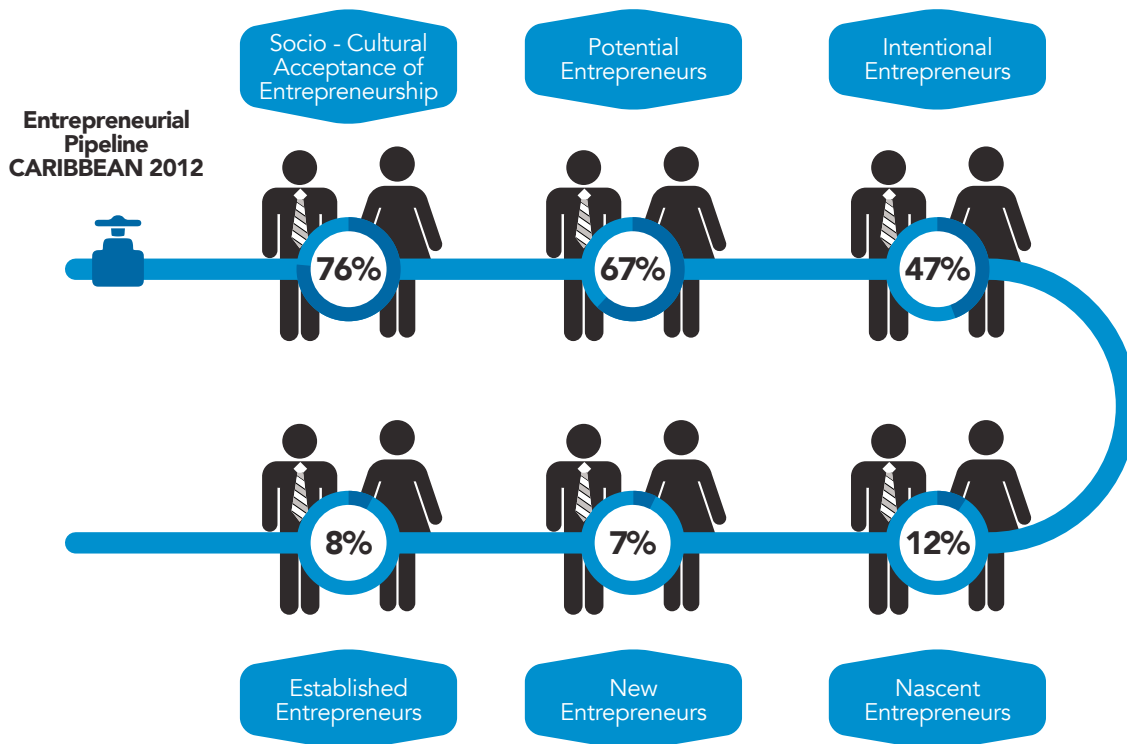 Entrepreneurial
Pipeline
CARIBBEAN 2012
Socio - Cultural
Acceptance of
Entrepreneurship
Potential
Entrepreneurs
Intentional
Entrepreneurs
76%
67%
47%
8%
7%
12%
Established
Entrepreneurs
New
Entrepreneurs
Nascent
Entrepreneurs